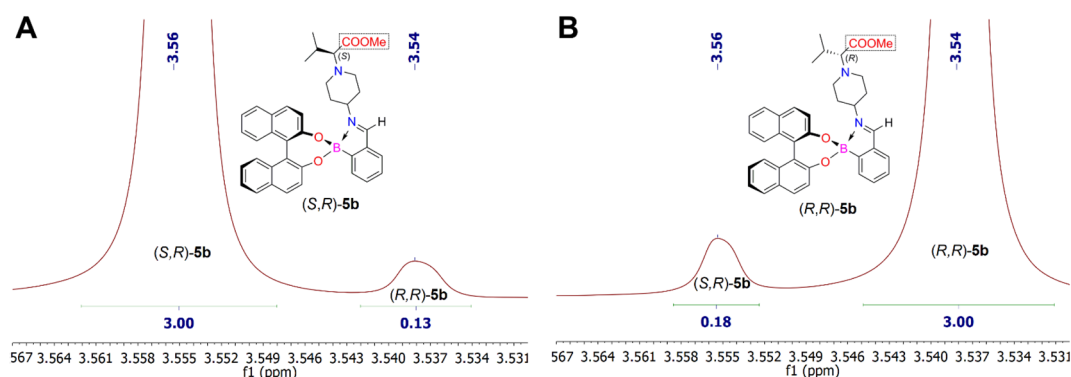 A
-3.56
-3.54
COOMe
(S)
N
N
H
O
B
O
(S,R)-5b
(S,R)-5b
(R,R)-5b
3.00
0.13
567 3.564 3.561 3.558 3.555 3.552 3.549 3.546 3.543 3.540 3.537 3.534 3.531
f1 (ppm)
B
-3.56
-3.54
COOMe
(R)
N
N
H
O
B
O
(R,R)-5b
(S,R)-5b
(R,R)-5b
0.18
3.00
567 3.564 3.561 3.558 3.555 3.552 3.549 3.546 3.543 3.540 3.537 3.534 3.531
f1 (ppm)